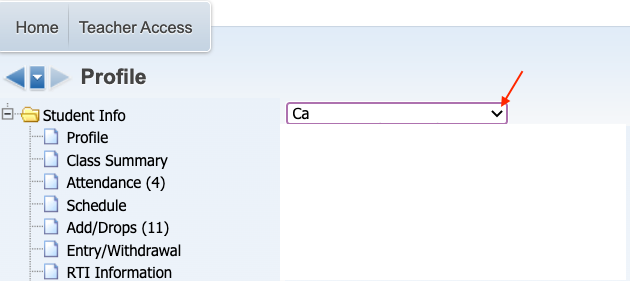 Home Teacher Access
Profile
Student Info
Ca
Profile
Class Summary
Attendance (4)
Schedule
Add/Drops (11)
Entry/Withdrawal
RTI Information